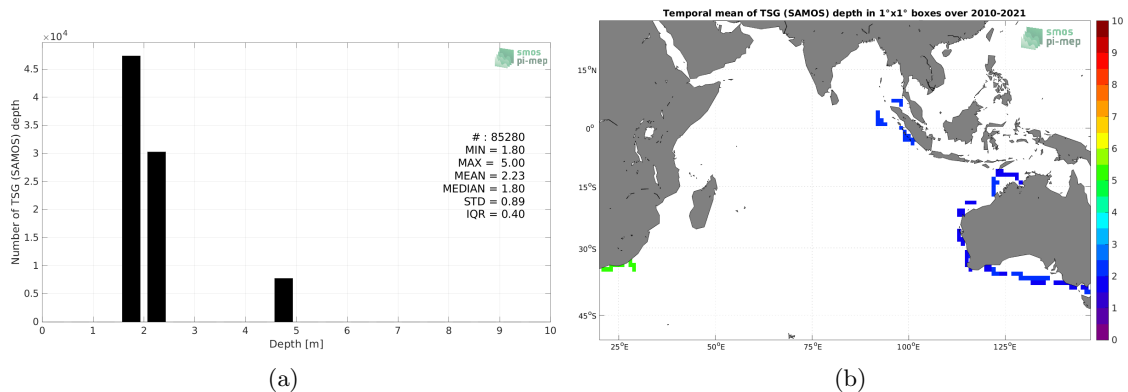 ×10⁴
smos
pi-mep
4.5
4
3.5
3
2.5
2
1.5
1
0.5
0
Number of TSG (SAMOS) depth
# : 85280
MIN = 1.80
MAX = 5.00
MEAN = 2.23
MEDIAN = 1.80
STD = 0.89
IQR = 0.40
0 1 2 3 4 5 6 7 8 9 10
Depth [m]
(a)
Temporal mean of TSG (SAMOS) depth in 1°x1° boxes over 2010-2021
smos
pi-mep
15°N
0°
15°S
30°S
45°S
25°E 50°E 75°E 100°E 125°E
10
9
8
7
6
5
4
3
2
1
0
(b)